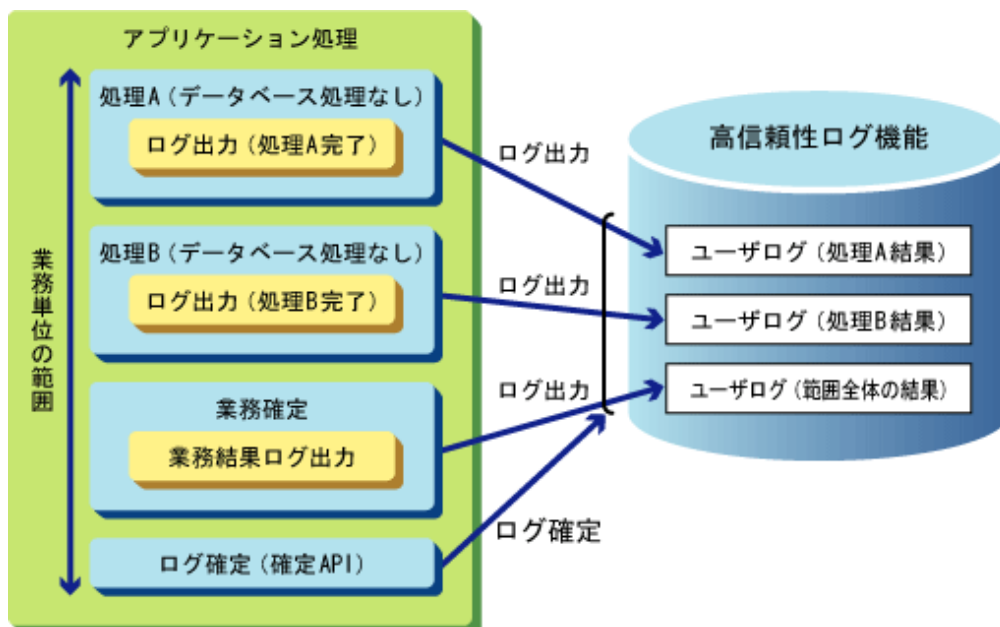 アプリケーション処理
業務単位の範囲
処理A(データベース処理なし)
ログ出力(処理A完了)
処理B(データベース処理なし)
ログ出力(処理B完了)
業務確定
業務結果ログ出力
ログ確定(確定API)
ログ出力
ログ出力
ログ出力
ログ確定
高信頼性ログ機能
ユーザログ(処理A結果)
ユーザログ(処理B結果)
ユーザログ(範囲全体の結果)